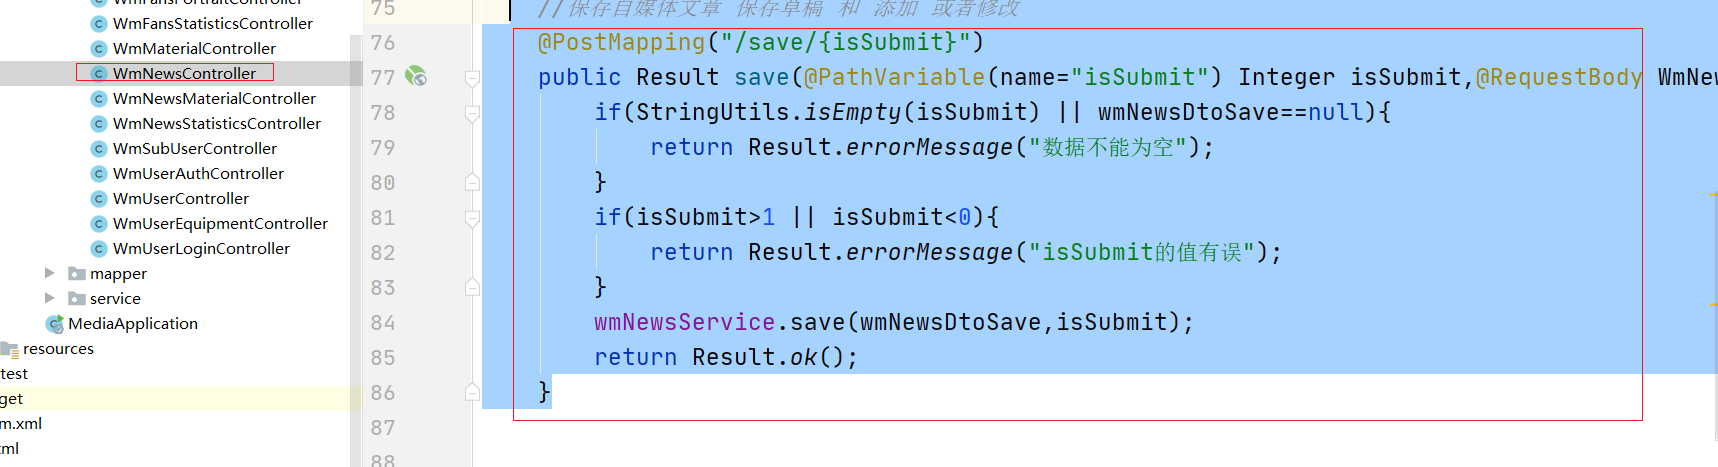 WmFansPortraitController
WmFansStatisticsController
WmMaterialController
WmNewsController
WmNewsMaterialController
WmNewsStatisticsController
WmSubUserController
WmUserAuthController
WmUserController
WmUserEquipmentController
WmUserLoginController
mapper
service
MediaApplication
resources
test
get
m.xml
ml
75 //保存自媒体文章 保存草稿 和 添加 或者修改
76 @PostMapping("/save/{isSubmit}")
77 public Result save(@PathVariable(name="isSubmit") Integer isSubmit,@RequestBody WmNew
78 if(StringUtils.isEmpty(isSubmit) || wmNewsDtoSave==null){
79 return Result.errorMessage("数据不能为空");
80 }
81 if(isSubmit>1 || isSubmit<0){
82 return Result.errorMessage("isSubmit的值有误");
83 }
84 wmNewsService.save(wmNewsDtoSave,isSubmit);
85 return Result.ok();
86 }
87
88